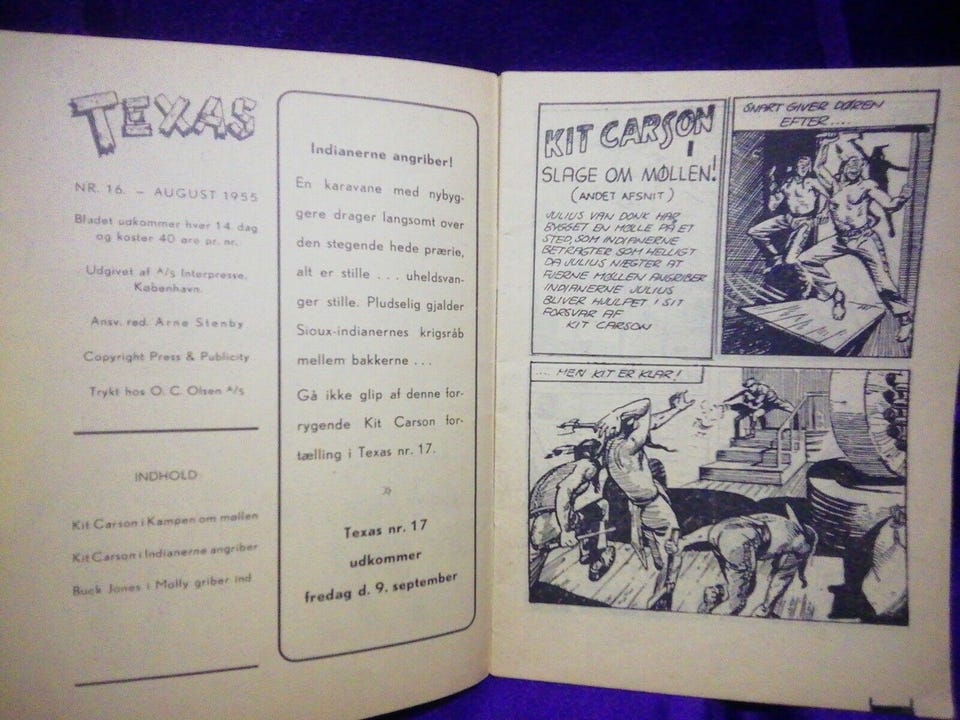 TEXAS
NR. 16. – AUGUST 1955
Bladet udkommer hver 14. dag
og koster 40 øre pr. nr.
Udgivet af A/s Interpresse,
København.
Ansv. red. Arne Stenby
Copyright Press & Publicity
Trykt hos O. C. Olsen A/s
INDHOLD
Kit Carson i Kampen om møllen
Kit Carson i Indianerne angriber
Buck Jones i Molly griber ind
Indianerne angriber!
En karavane med nybyg-
gere drager langsomt over
den stegende hede prærie,
alt er stille . . . uheldsvan-
ger stille. Pludselig gjalder
Sioux-indianernes krigsråb
mellem bakkerne . . .
Gå ikke glip af denne for-
rygende Kit Carson for-
tælling i Texas nr. 17.
»
Texas nr. 17
udkommer
fredag d. 9. september
KIT CARSON
I
SLAGE OM MØLLEN!
(ANDET AFSNIT)
JULIUS VAN DONK HAR
BYGGET EN MØLLE PÅ ET
STED, SOM INDIANERNE
BETRAGTER SOM HELLIGT
DA JULIUS NÆGTER AT
FJERNE MØLLEN ANGRIBER
INDIANERNE JULIUS
BLIVER HJULPET I SIT
FORSVAR AF
KIT CARSON
SNART GIVER DØREN
EFTER....
.... MEN KIT ER KLAR!